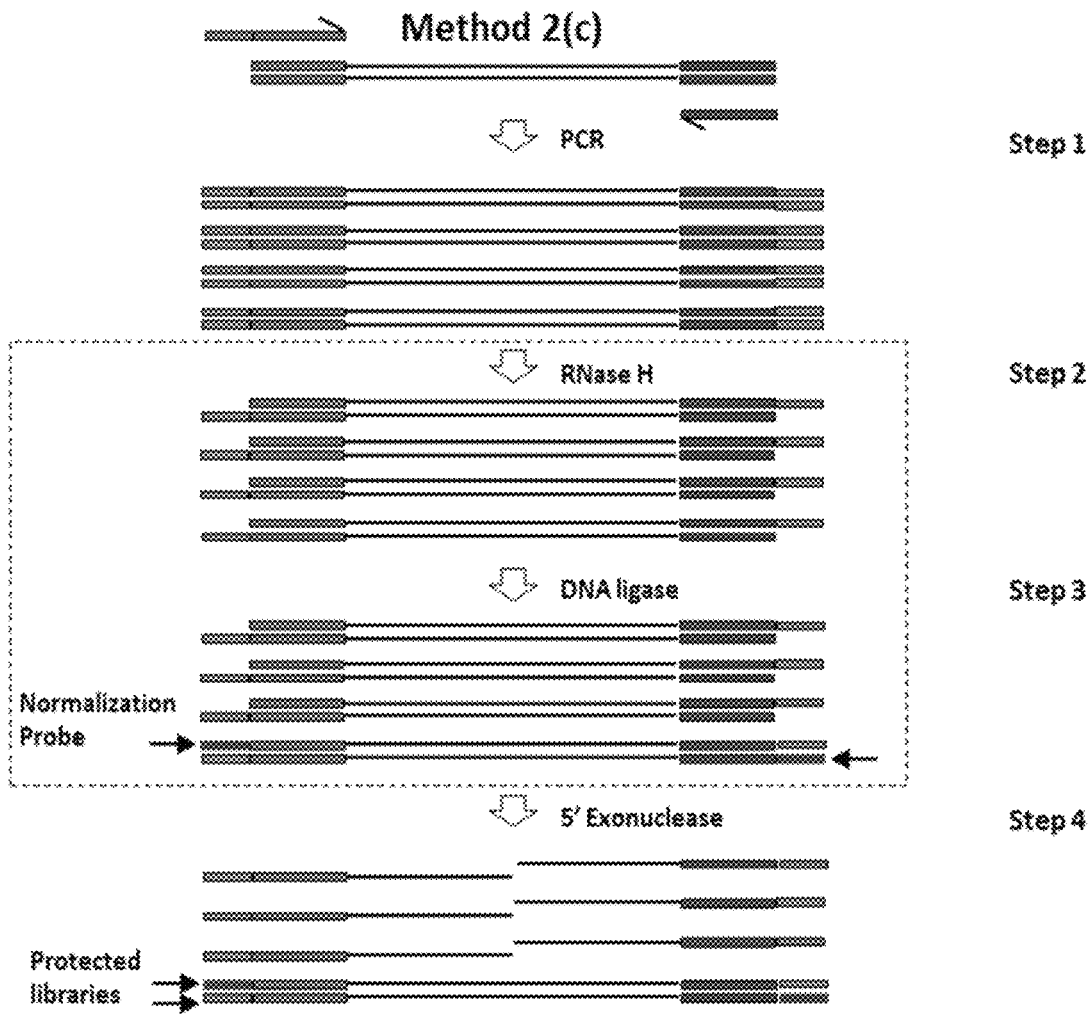 Method 2(c)
PCR
Step 1
RNase H
Step 2
DNA ligase
Step 3
Normalization
Probe
5' Exonuclease
Step 4
Protected
libraries